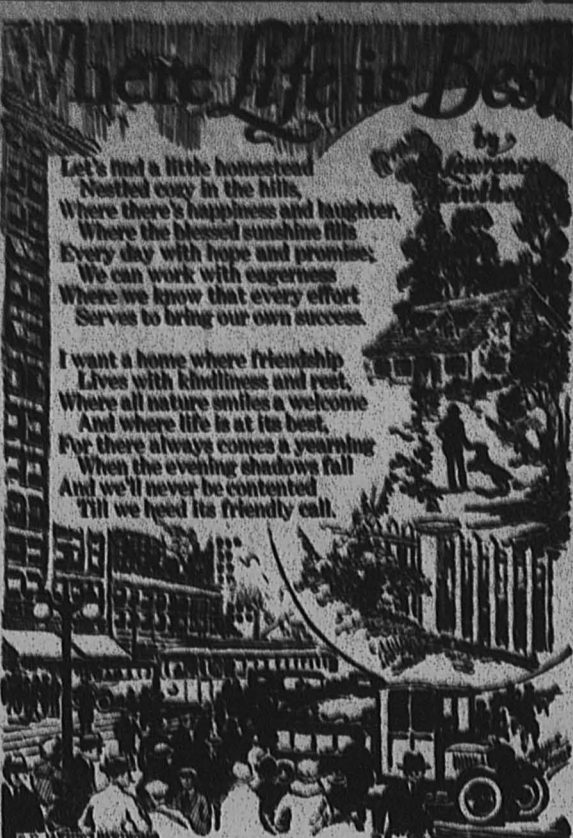 Where Life is Best
by
Lawrence
Let's find a little homestead
Nestled cozy in the hills,
Where there's happiness and laughter,
Where the blessed sunshine fills
Every day with hope and promise;
We can work with eagerness
Where we know that every effort
Serves to bring our own success.
I want a home where friendship
Lives with kindliness and rest,
Where all nature smiles a welcome
And where life is at its best,
For there always comes a yearning
When the evening shadows fall
And we'll never be contented
Till we heed its friendly call.